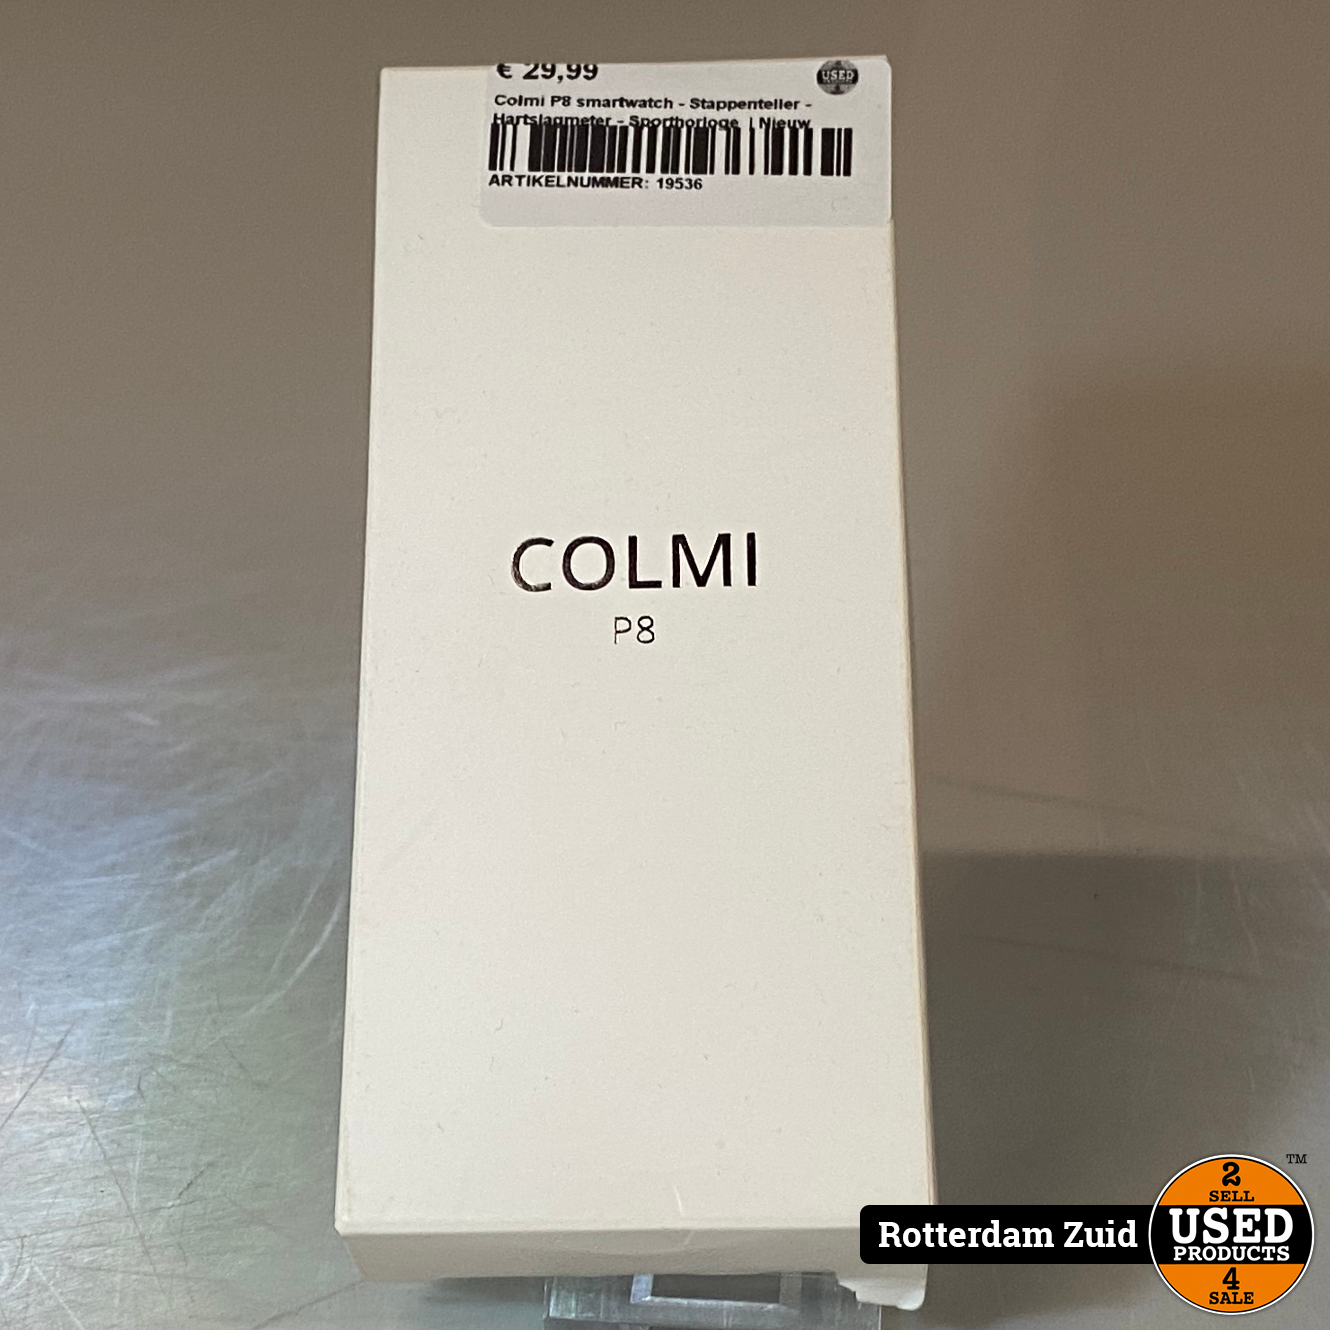 € 29,99
USED
Colmi P8 smartwatch - Stappenteller -
Hartslagmeter - Sporthorloge | Nieuw
ARTIKELNUMMER: 19536
COLMI
P8
Rotterdam Zuid
2
SELL
USED
PRODUCTS
4
SALE
TM